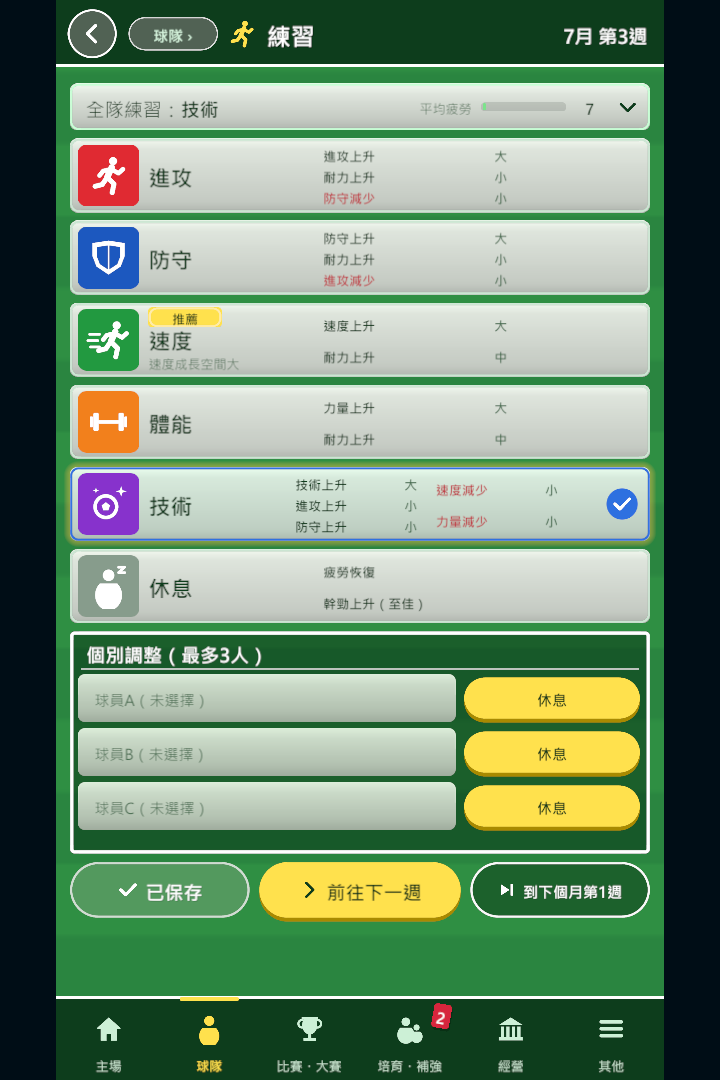 球隊 ›
練習
7月 第3週
全隊練習：技術
平均疲勞
7
進攻
進攻上升 大
耐力上升 小
防守減少 小
防守
防守上升 大
耐力上升 小
進攻減少 小
推薦
速度
速度成長空間大
速度上升 大
耐力上升 中
體能
力量上升 大
耐力上升 中
技術
技術上升 大
進攻上升 小
防守上升 小
速度減少 小
力量減少 小
z
休息
疲勞恢復
幹勁上升（至佳）
個別調整（最多3人）
球員A（未選擇） 休息
球員B（未選擇） 休息
球員C（未選擇） 休息
已保存
前往下一週
到下個月第1週
主場
球隊
比賽・大賽
2
培育・補強
經營
其他